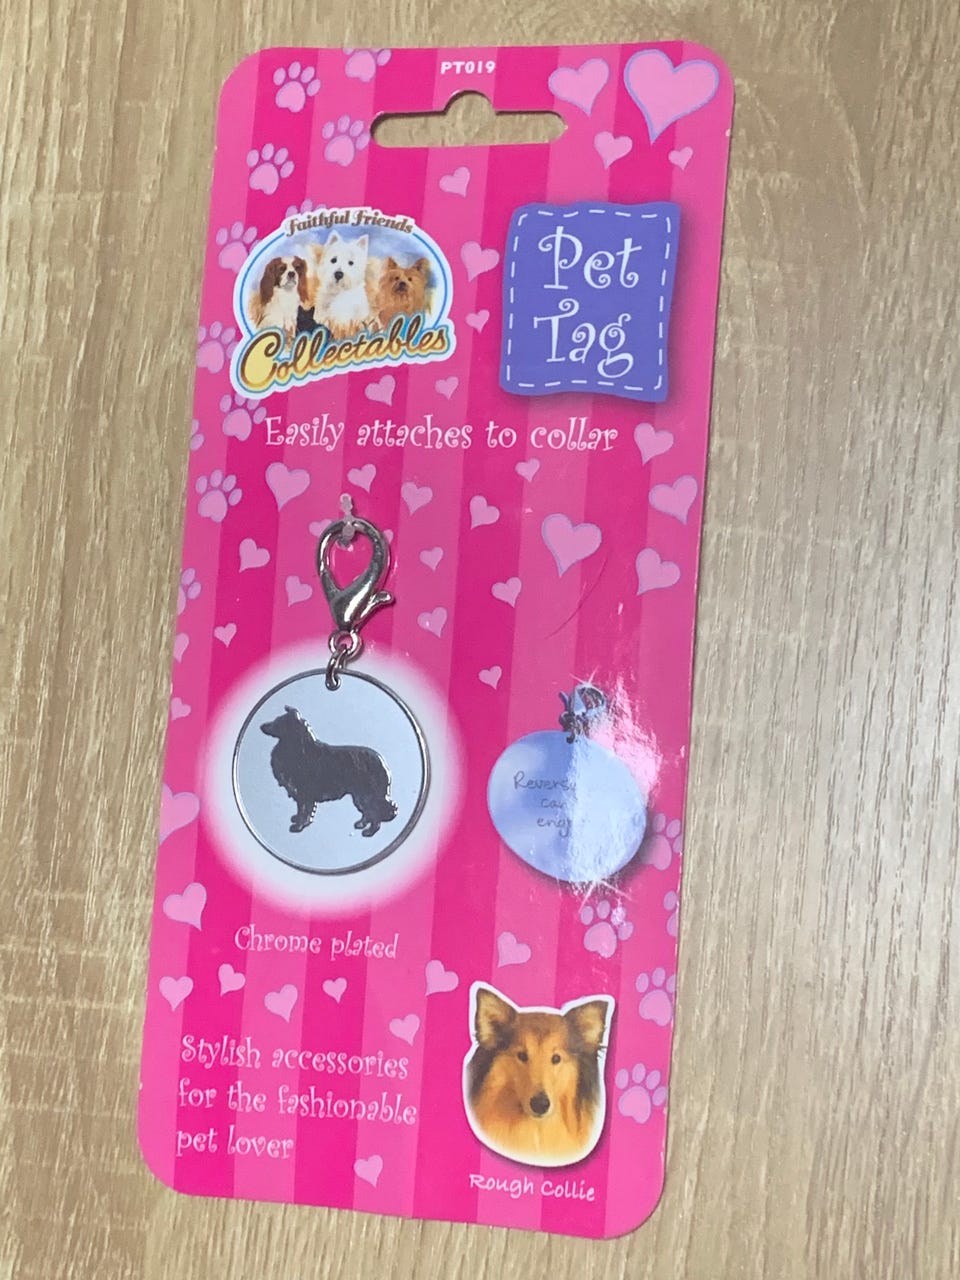 PT019
Faithful Friends
Collectables
Pet
Tag
Easily attaches to collar
Chrome plated
Stylish accessories
for the fashionable
pet lover
Rough Collie